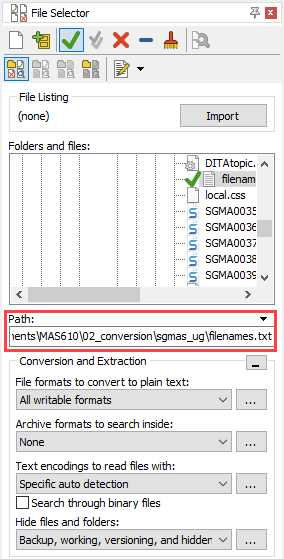 File Selector
File Listing
(none)
Import
Folders and files:
DITAtopic.
filenam
local.css
SGMA0035
SGMA0036
SGMA0037
SGMA0038
SGMA0039
Path:
ents\MAS610\02_conversion\sgmas_ug\filenames.txt
Conversion and Extraction
File formats to convert to plain text:
All writable formats
...
Archive formats to search inside:
None
...
Text encodings to read files with:
Specific auto detection
...
Search through binary files
Hide files and folders:
Backup, working, versioning, and hidden
...